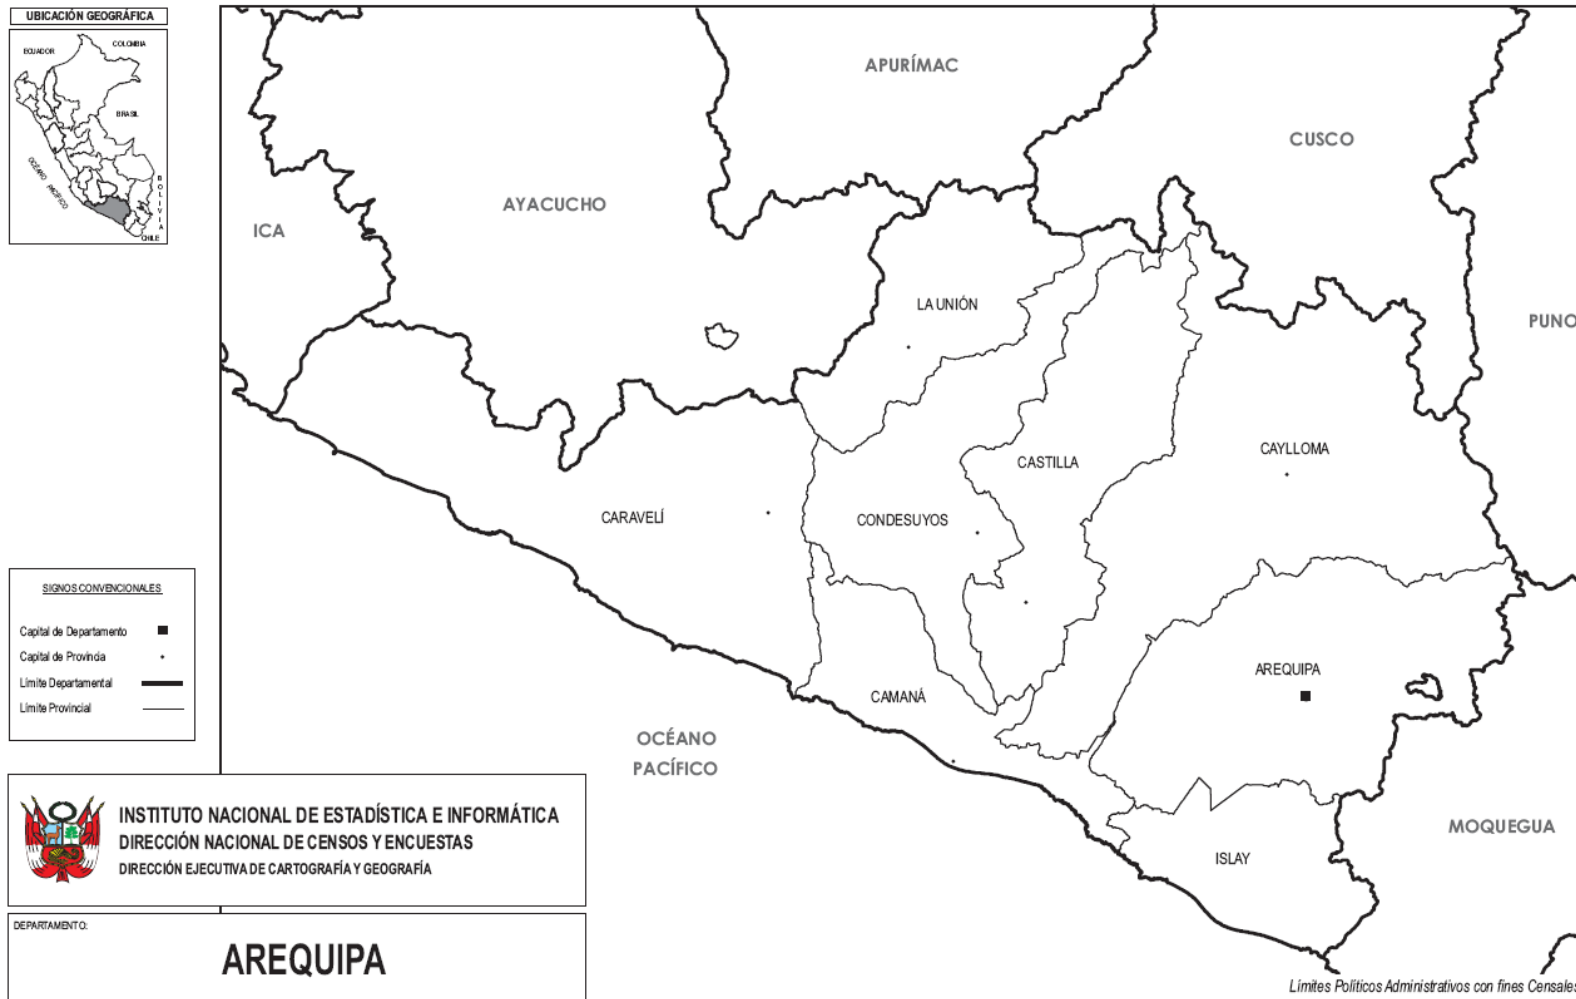 UBICACIÓN GEOGRÁFICA
ECUADOR
COLOMBIA
BRASIL
OCÉANO PACÍFICO
BOLIVIA
CHILE
APURÍMAC
CUSCO
AYACUCHO
ICA
LA UNIÓN
PUNO
CAYLLOMA
CASTILLA
CARAVELÍ
CONDESUYOS
AREQUIPA
CAMANÁ
OCÉANO
PACÍFICO
MOQUEGUA
ISLAY
SIGNOS CONVENCIONALES
Capital de Departamento
Capital de Provincia
Límite Departamental
Límite Provincial
INSTITUTO NACIONAL DE ESTADÍSTICA E INFORMÁTICA
DIRECCIÓN NACIONAL DE CENSOS Y ENCUESTAS
DIRECCIÓN EJECUTIVA DE CARTOGRAFÍA Y GEOGRAFÍA
DEPARTAMENTO:
AREQUIPA
Límites Políticos Administrativos con fines Censales